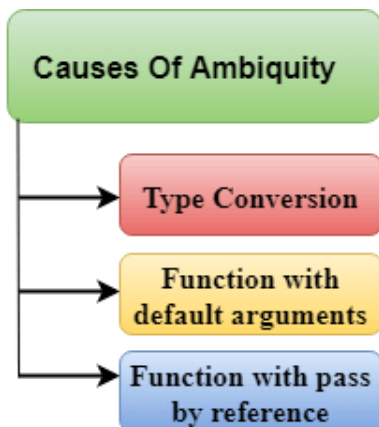 Causes Of Ambiquity
Type Conversion
Function with
default arguments
Function with pass
by reference